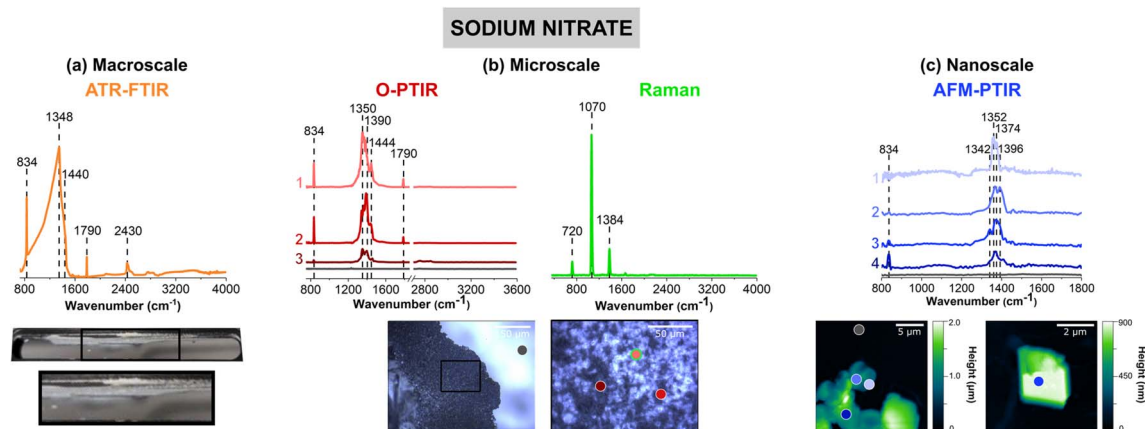 SODIUM NITRATE
(a) Macroscale
ATR-FTIR
1348
834
1440
1790
2430
800 1600 2400 3200 4000
Wavenumber (cm⁻¹)
(b) Microscale
O-PTIR
1350
1390
834
1444
1790
1
2
3
800 1400 2000 3000 3600
Wavenumber (cm⁻¹)
Raman
1070
1384
720
800 1600 2400 3200 4000
Wavenumber (cm⁻¹)
50 µm
(c) Nanoscale
AFM-PTIR
1352
1374
834
1342
1396
1
2
3
4
800 1000 1200 1400 1600 1800
Wavenumber (cm⁻¹)
5 µm
2.0
1.0
0
Height (µm)
2 µm
900
450
0
Height (nm)